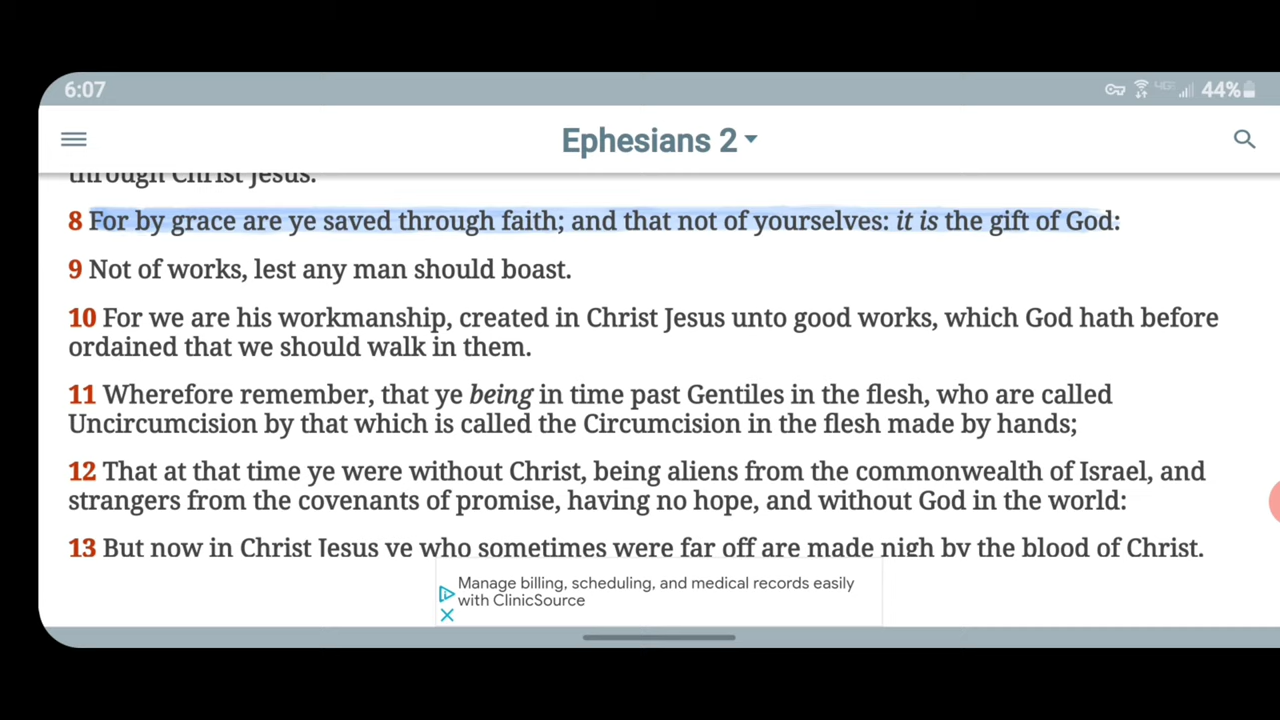 6:07
4G
44%
Ephesians 2
through Christ Jesus.
8 For by grace are ye saved through faith; and that not of yourselves: it is the gift of God:
9 Not of works, lest any man should boast.
10 For we are his workmanship, created in Christ Jesus unto good works, which God hath before
ordained that we should walk in them.
11 Wherefore remember, that ye being in time past Gentiles in the flesh, who are called
Uncircumcision by that which is called the Circumcision in the flesh made by hands;
12 That at that time ye were without Christ, being aliens from the commonwealth of Israel, and
strangers from the covenants of promise, having no hope, and without God in the world:
13 But now in Christ Jesus ye who sometimes were far off are made nigh by the blood of Christ.
Manage billing, scheduling, and medical records easily
with ClinicSource